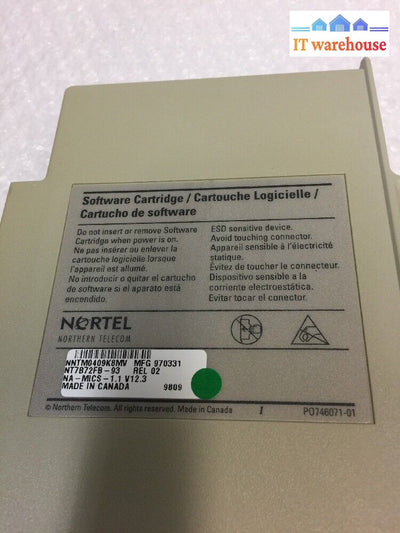 IT warehouse
Software Cartridge / Cartouche Logicielle /
Cartucho de software
Do not insert or remove Software
Cartridge when power is on.
Ne pas insérer ou enlever la
cartouche logicielle lorsque
l'appareil est allumé.
No introducir o quitar el cartucho
de software si el aparato está
encendido.
ESD sensitive device.
Avoid touching connector.
Appareil sensible à l'électricité
statique.
Évitez de toucher le connecteur.
Dispositivo sensible a la
corriente electroestática.
Evitar tocar el conector.
NORTEL
NORTHERN TELECOM
NNTM0409K8MV MFG 970331
NT7B72FB-93 REL 02
NA-MICS-1.1 V12.3
MADE IN CANADA 9809
© Northern Telecom. All rights reserved. Made in Canada I PO746071-01